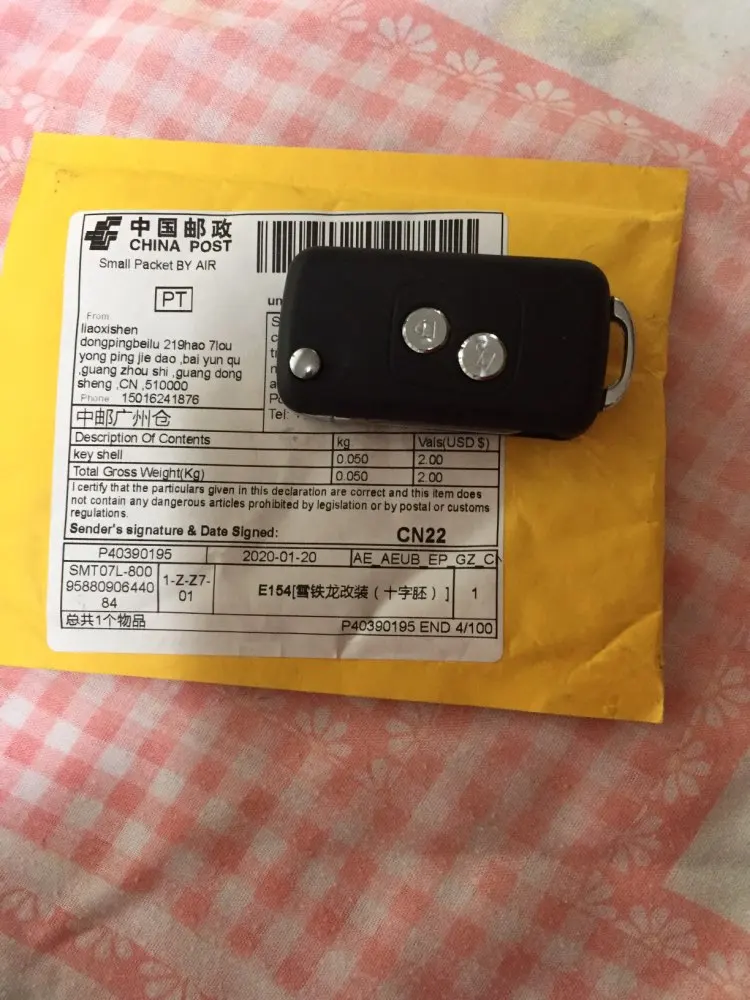 中国邮政
CHINA POST
Small Packet BY AIR
PT
un
From
liaoxishen
dongpingbeilu 219hao 7lou
yong ping jie dao ,bai yun qu
,guang zhou shi ,guang dong
sheng ,CN ,510000
Phone 15016241876
Tel:
中邮广州仓
Description Of Contents kg Vals(USD $)
key shell 0.050 2.00
Total Gross Weight(Kg) 0.050 2.00
I certify that the particulars given in this declaration are correct and this item does
not contain any dangerous articles prohibited by legislation or by postal or customs
regulations.
Sender's signature & Date Signed: CN22
P40390195 2020-01-20 AE_AEUB_EP_GZ_CN
SMT07L-800
95880906440
84
1-Z-Z7-
01
E154[雪铁龙改装（十字胚）] 1
总共1个物品
P40390195 END 4/100